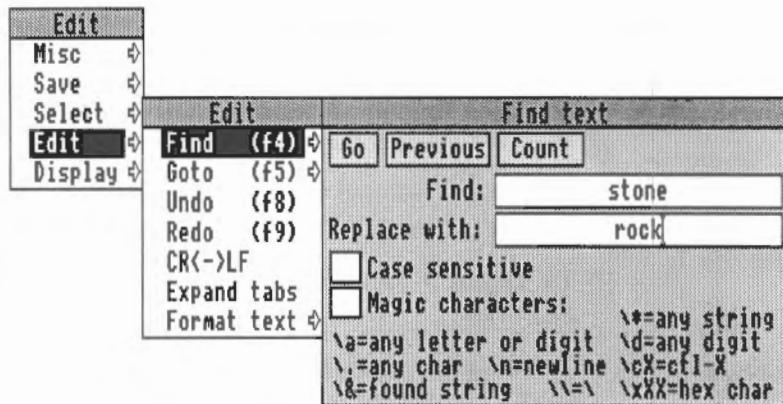 Edit
Misc
Save
Select
Edit
Display
Edit
Find (f4)
Goto (f5)
Undo (f8)
Redo (f9)
CR<->LF
Expand tabs
Format text
Find text
Go Previous Count
Find: stone
Replace with: rock
Case sensitive
Magic characters:
\*=any string
\a=any letter or digit \d=any digit
\.=any char \n=newline \cX=ctl-X
\&=found string \\=\ \xXX=hex char